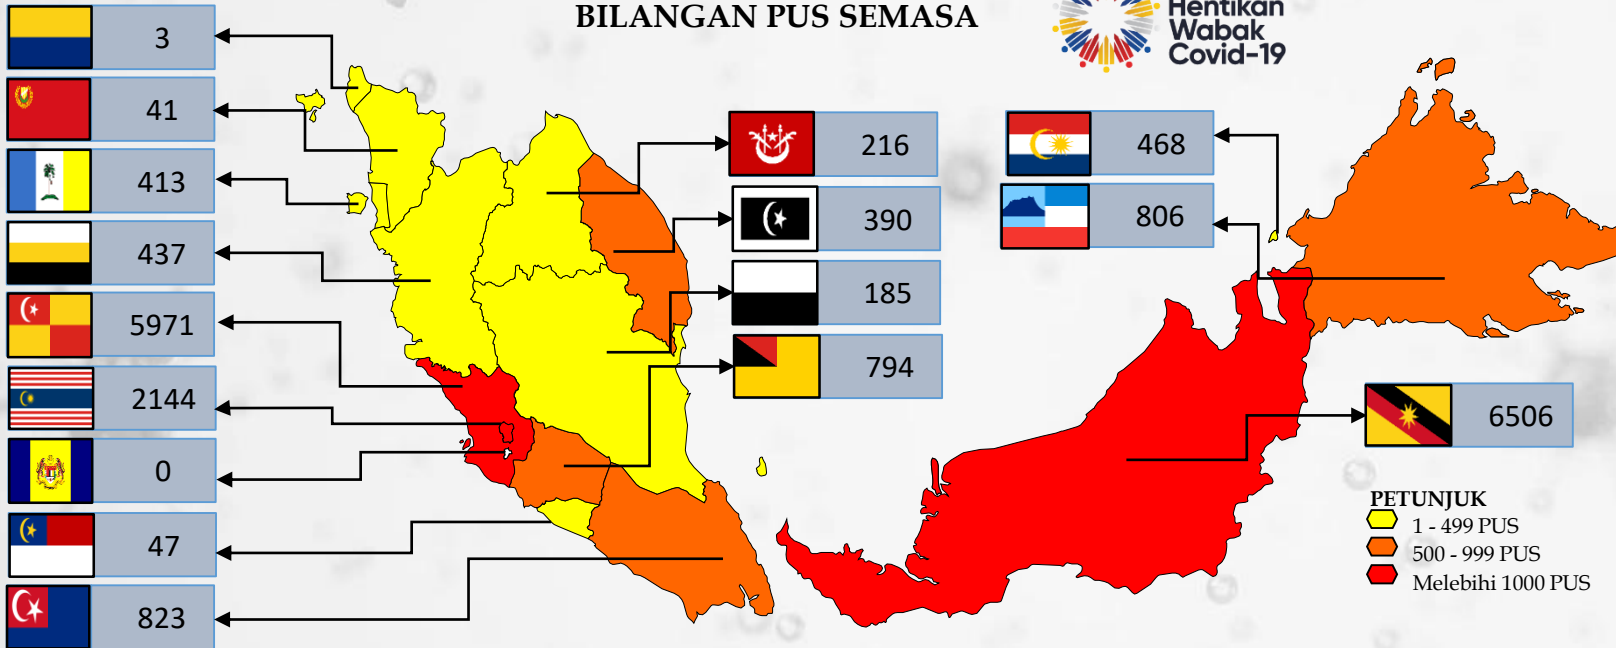 BILANGAN PUS SEMASA
Hentikan
Wabak
Covid-19
3
41
413
437
5971
2144
0
47
823
216
390
185
794
468
806
6506
PETUNJUK
1 - 499 PUS
500 - 999 PUS
Melebihi 1000 PUS